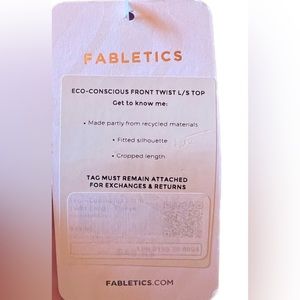 FABLETICS
ECO-CONSCIOUS FRONT TWIST L/S TOP
Get to know me:
• Made partly from recycled materials
• Fitted silhouette
• Cropped length
TAG MUST REMAIN ATTACHED
FOR EXCHANGES & RETURNS
FABLETICS.COM